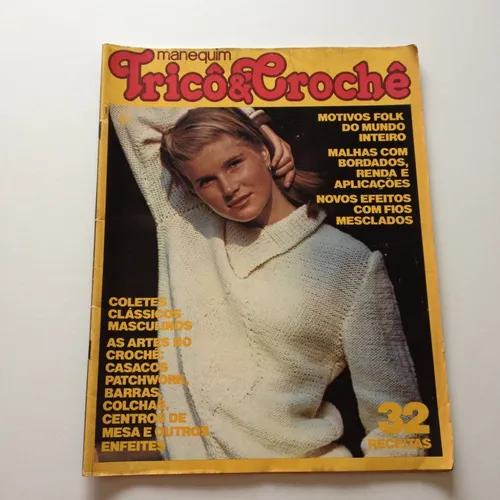 manequim
Tricô & Crochê
MOTIVOS FOLK
DO MUNDO
INTEIRO
MALHAS COM
BORDADOS,
RENDA E
APLICAÇÕES
NOVOS EFEITOS
COM FIOS
MESCLADOS
COLETES
CLÁSSICOS
MASCULINOS
AS ARTES DO
CROCHÊ:
CASACOS
PATCHWORK,
BARRAS,
COLCHAS,
CENTROS DE
MESA E OUTROS
ENFEITES
32
RECEITAS